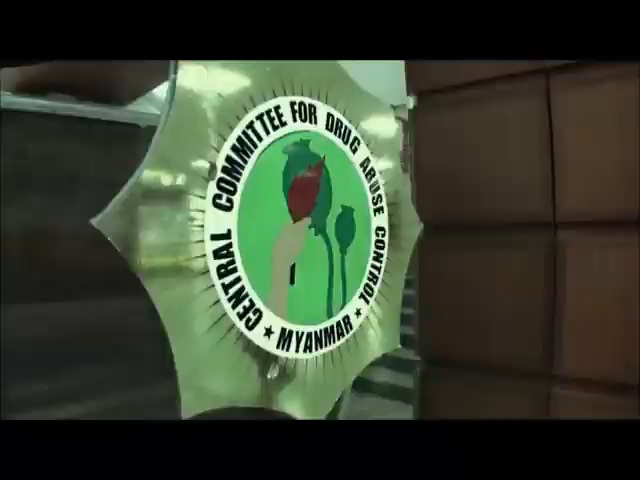 CENTRAL COMMITTEE FOR DRUG ABUSE CONTROL
★ MYANMAR ★